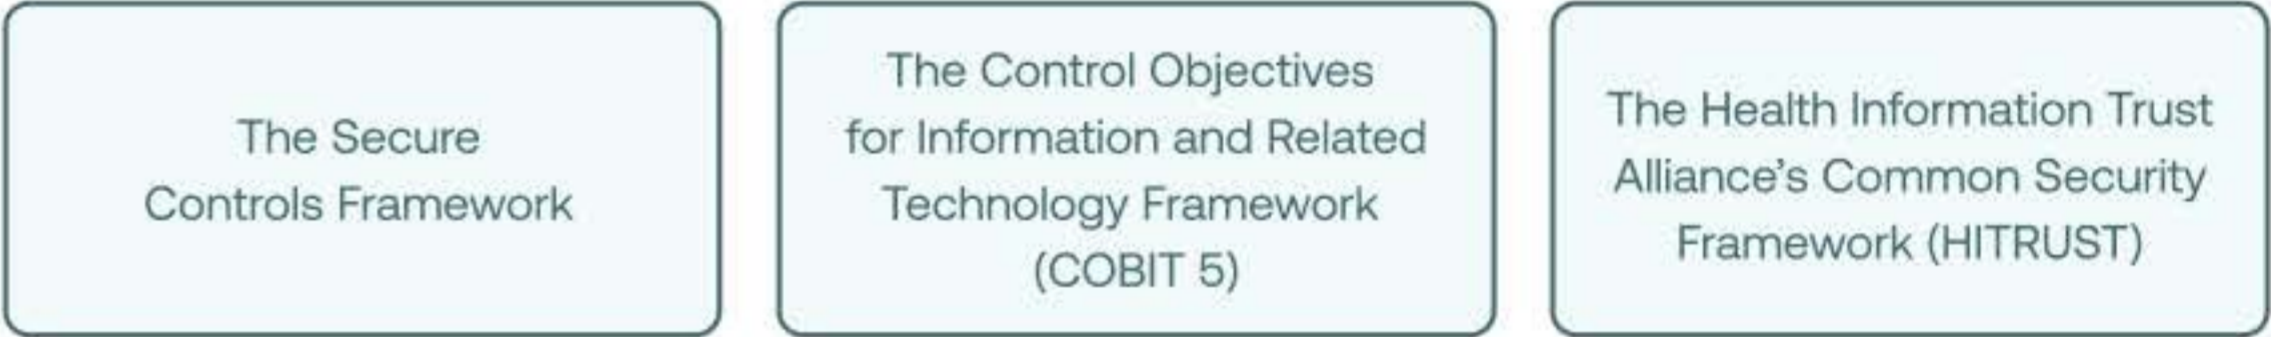 The Secure
Controls Framework
The Control Objectives
for Information and Related
Technology Framework
(COBIT 5)
The Health Information Trust
Alliance’s Common Security
Framework (HITRUST)